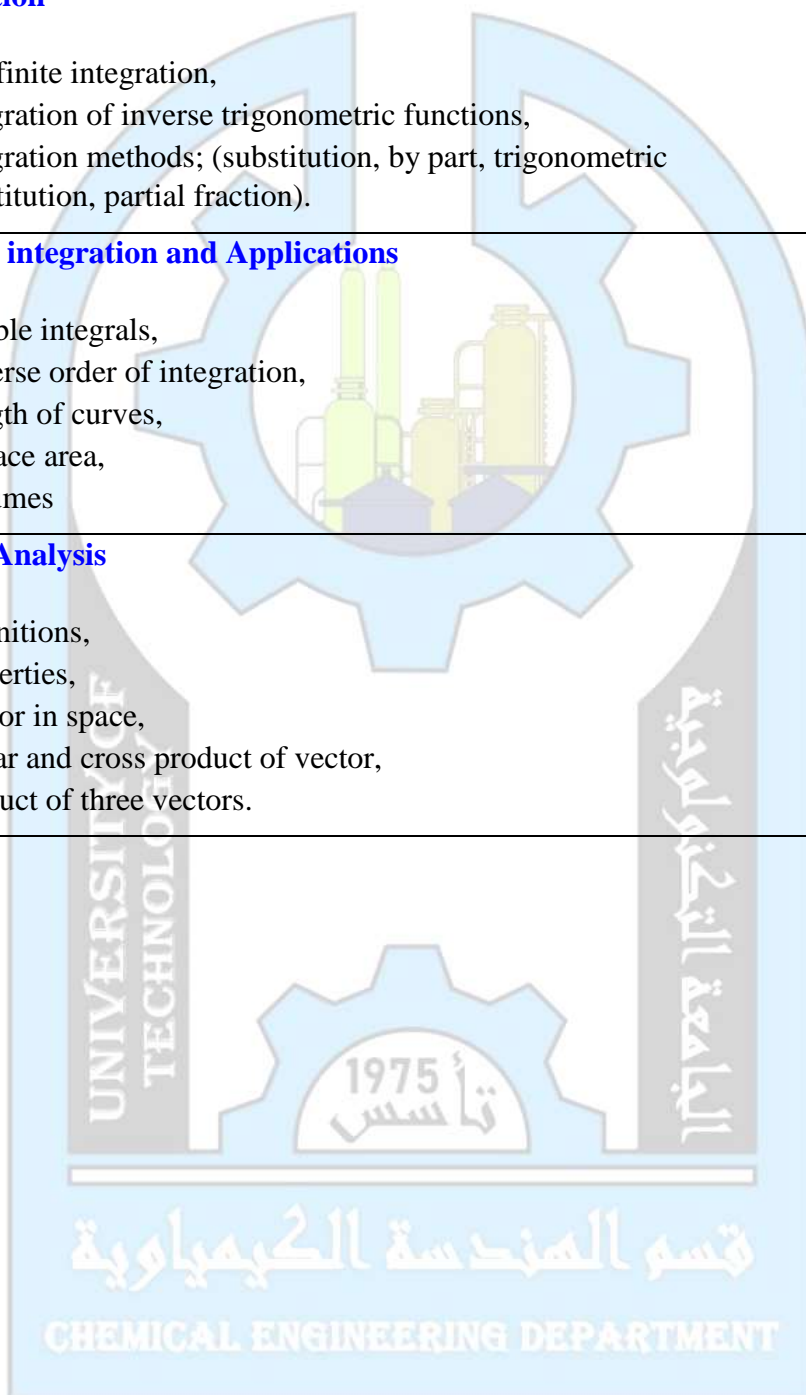 finite integration,
gration of inverse trigonometric functions,
gration methods; (substitution, by part, trigonometric
titution, partial fraction).
integration and Applications
ble integrals,
erse order of integration,
gth of curves,
ace area,
umes
Analysis
nitions,
perties,
or in space,
ar and cross product of vector,
uct of three vectors.
UNIVERSITY OF
TECHNOLOGY
الجامعة التكنولوجية
1975
تأسس
قسم الهندسة الكيمياوية
CHEMICAL ENGINEERING DEPARTMENT